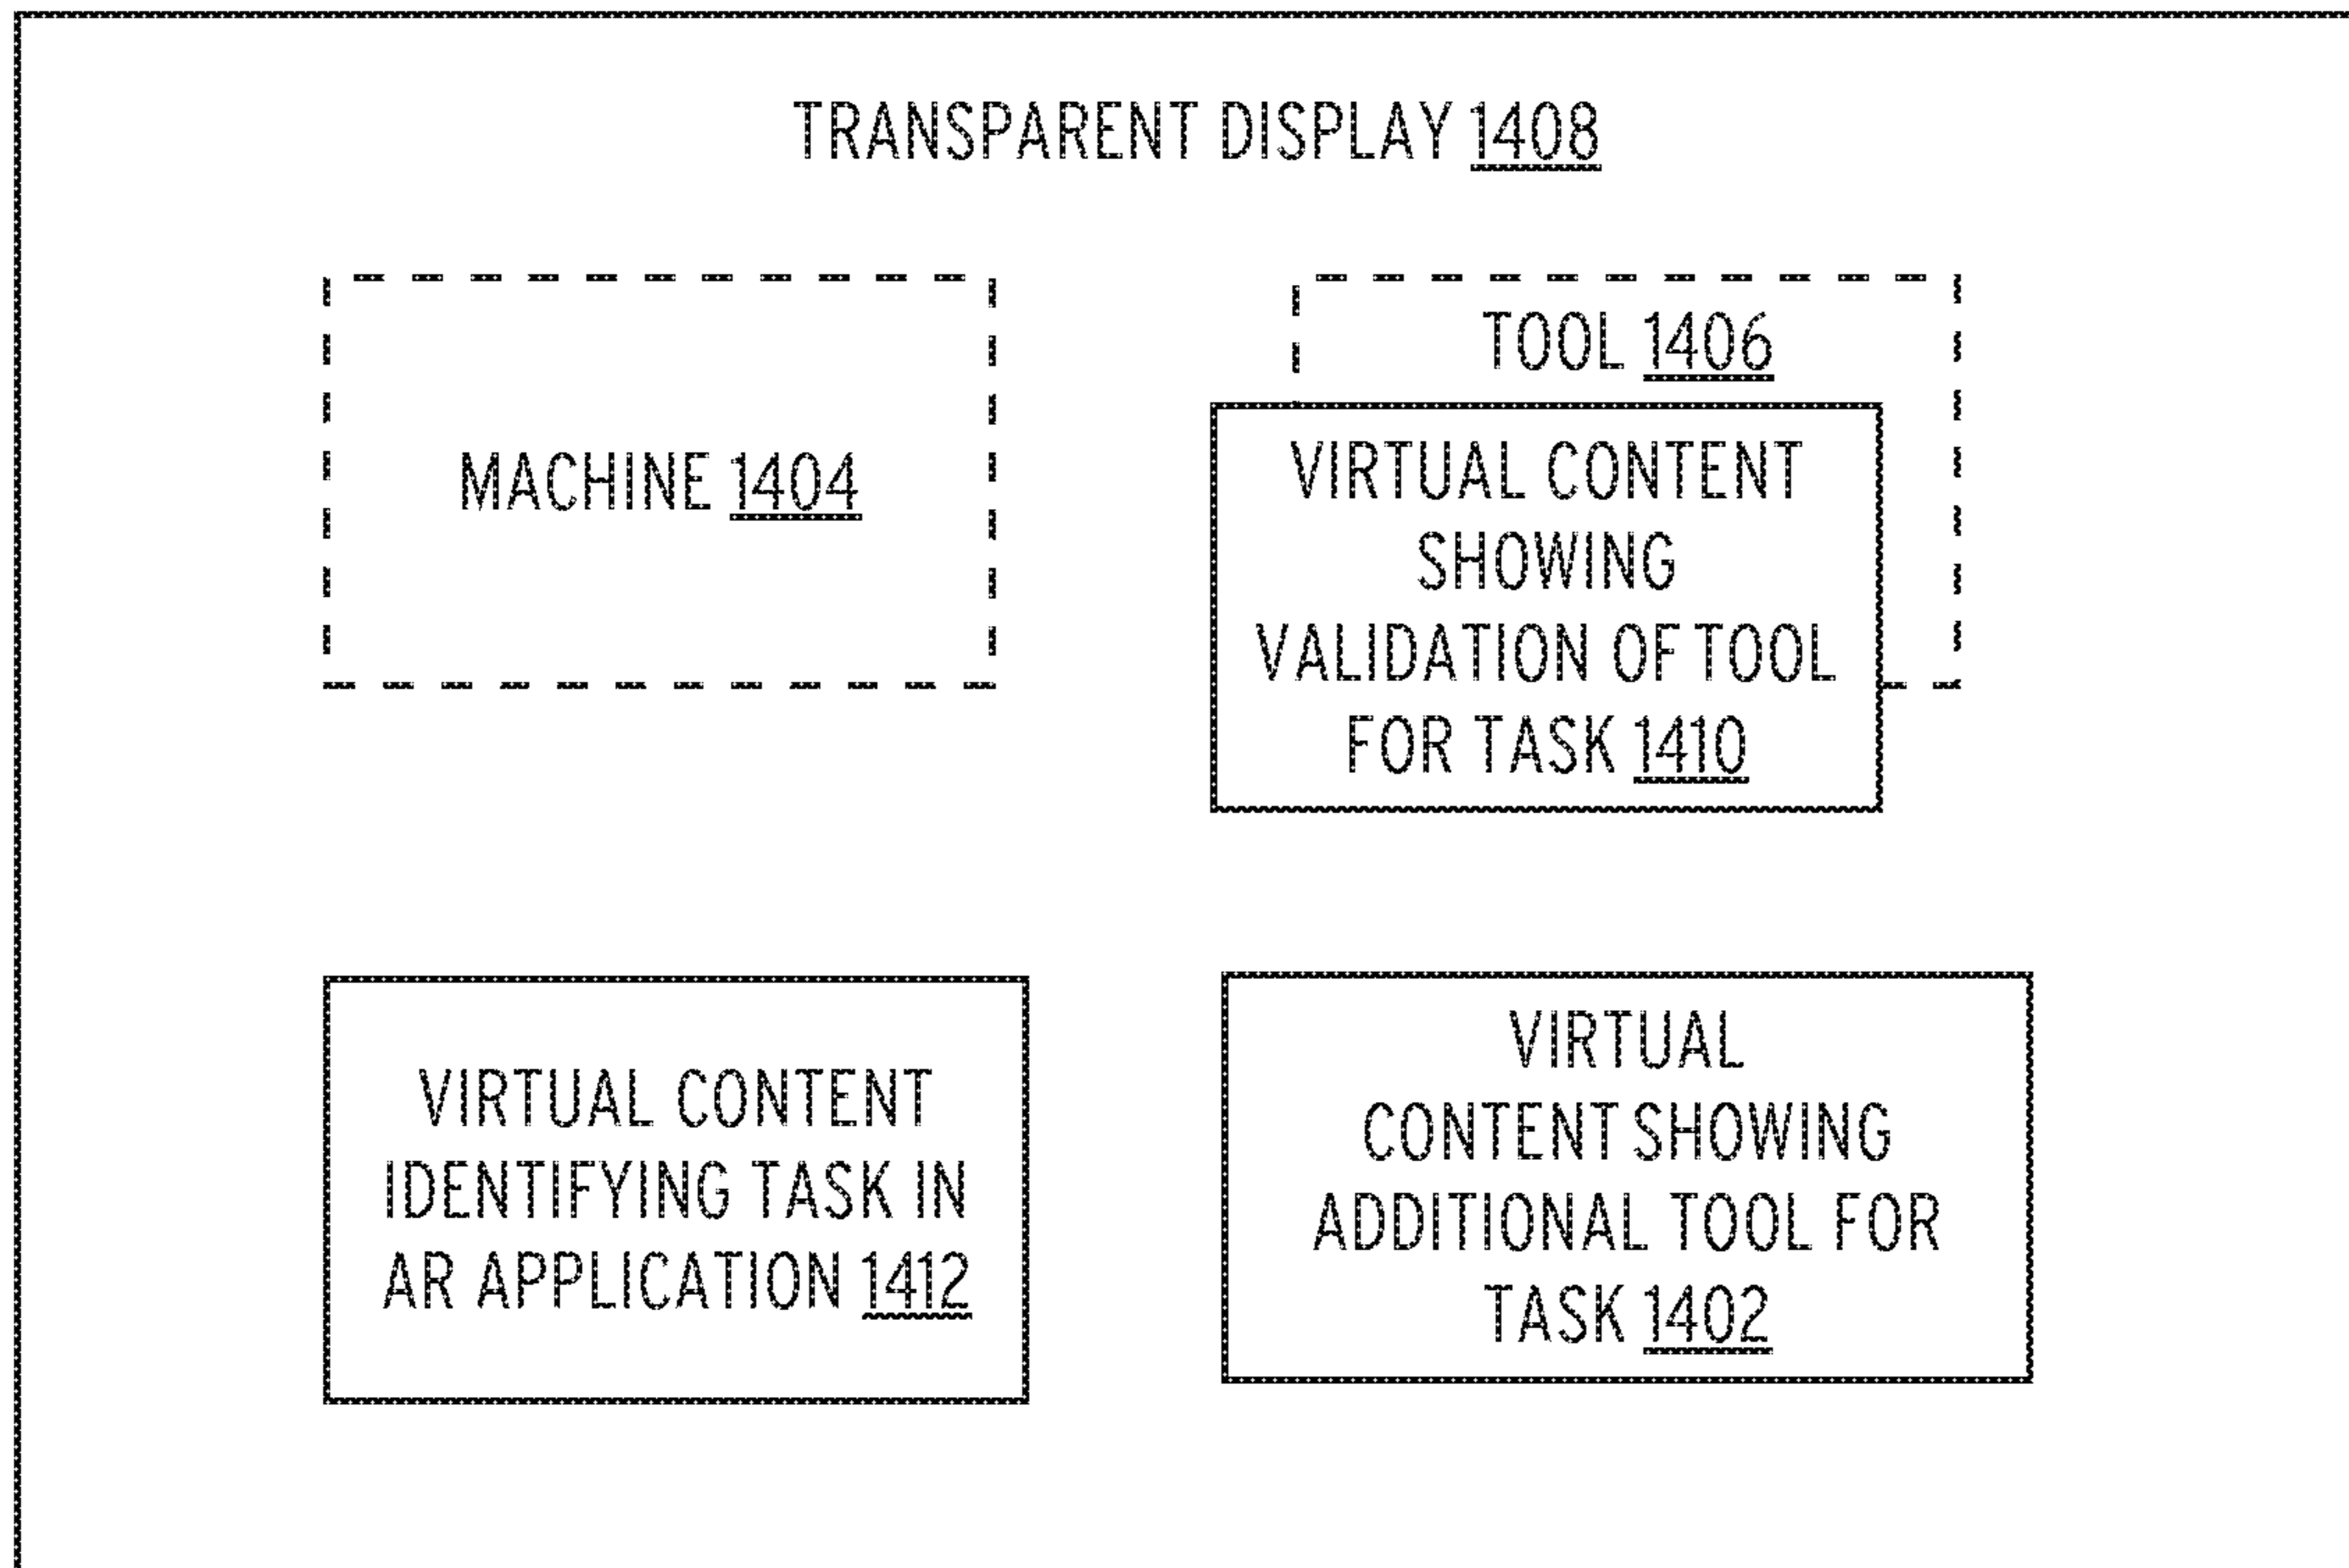 TRANSPARENT DISPLAY 1408
MACHINE 1404
TOOL 1406
VIRTUAL CONTENT
SHOWING
VALIDATION OF TOOL
FOR TASK 1410
VIRTUAL CONTENT
IDENTIFYING TASK IN
AR APPLICATION 1412
VIRTUAL
CONTENT SHOWING
ADDITIONAL TOOL FOR
TASK 1402